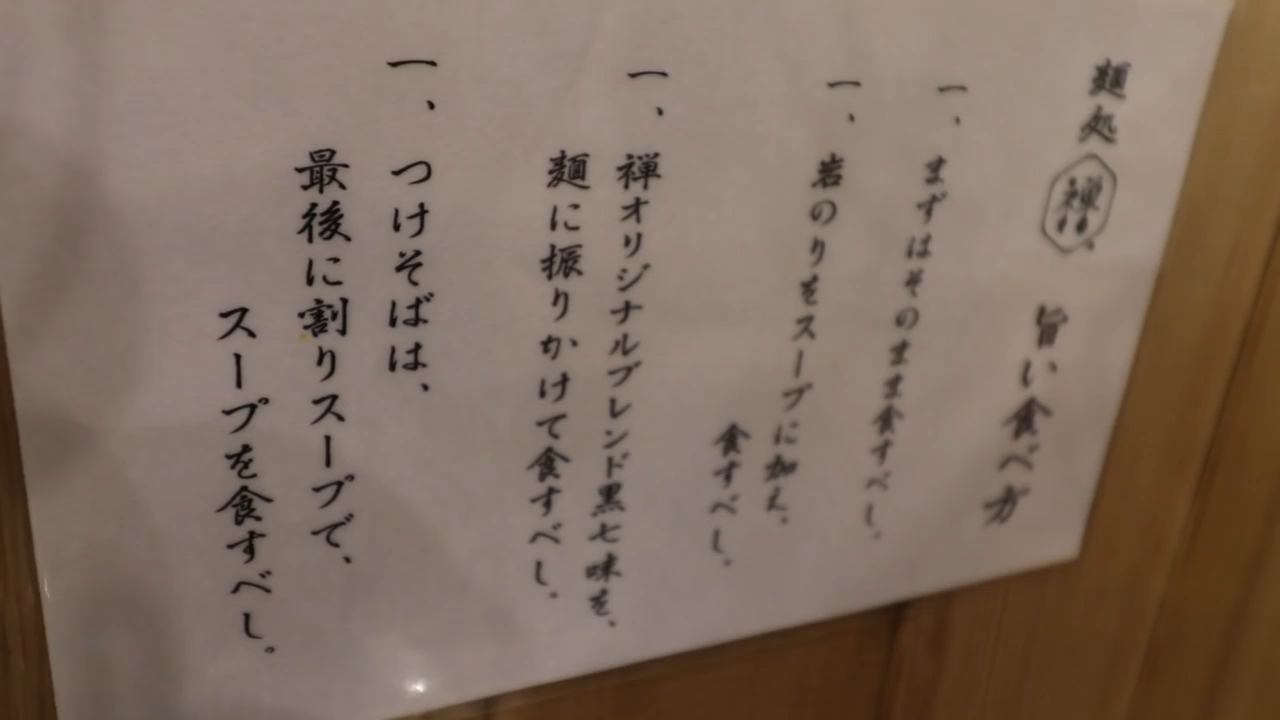 麺処 禅、 旨い食べ方
一、まずはそのまま食すべし。
一、岩のりをスープに加え、
食すべし。
一、禅オリジナルブレンド黒七味を、
麺に振りかけて食すべし。
一、つけそばは、
最後に割りスープで、
スープを食すべし。